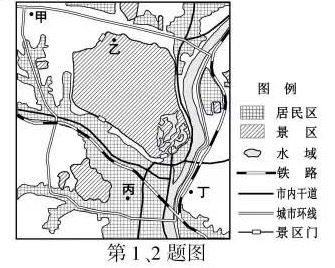 甲
乙
丙
丁
图例
居民区
景区
水域
铁路
市内干道
城市环线
景区门
第1、2题图